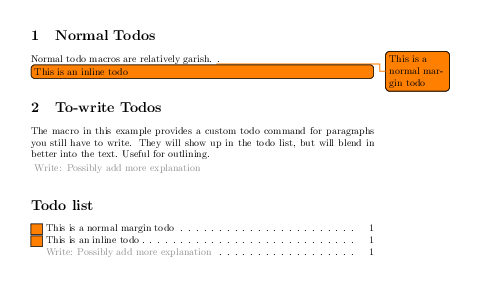 1 Normal Todos
Normal todo macros are relatively garish. .
This is a
normal mar-
gin todo
This is an inline todo
2 To-write Todos
The macro in this example provides a custom todo command for paragraphs
you still have to write. They will show up in the todo list, but will blend in
better into the text. Useful for outlining.
Write: Possibly add more explanation
Todo list
This is a normal margin todo . . . . . . . . . . . . . . . . . . . . . . . . 1
This is an inline todo . . . . . . . . . . . . . . . . . . . . . . . . . . . . . 1
Write: Possibly add more explanation . . . . . . . . . . . . . . . . . . . 1